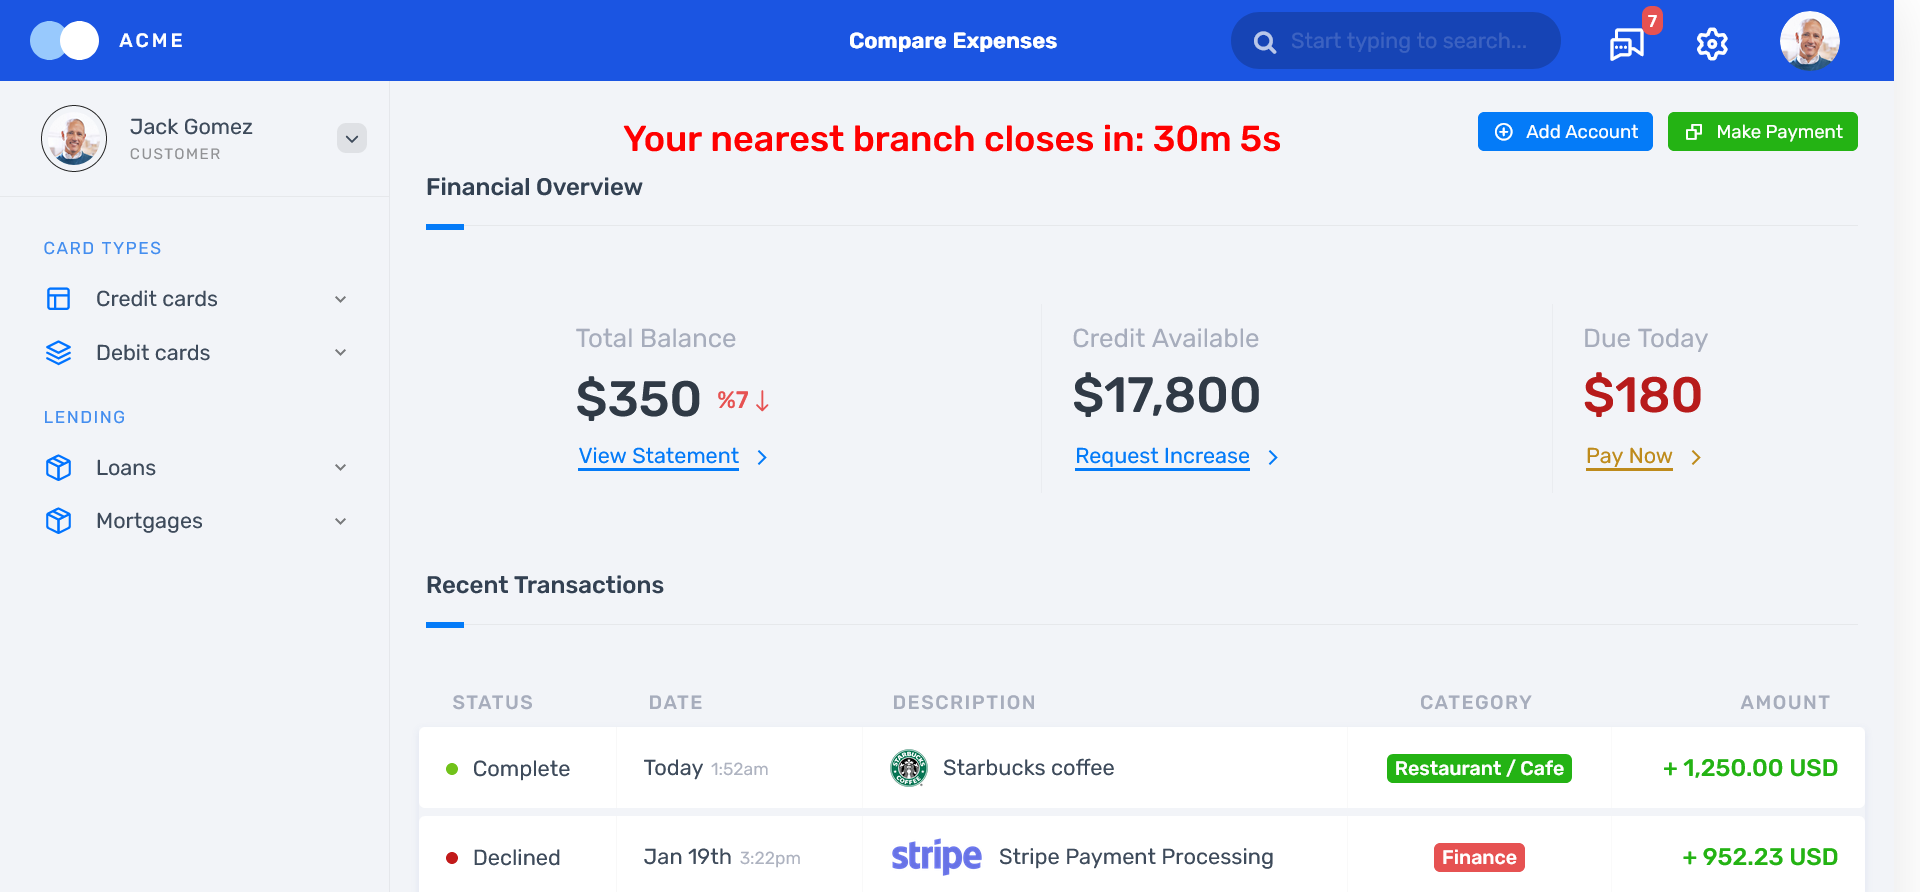 ACME
Compare Expenses
Start typing to search...
7
Jack Gomez
CUSTOMER
Your nearest branch closes in: 30m 5s
Add Account
Make Payment
Financial Overview
CARD TYPES
Credit cards
Debit cards
LENDING
Loans
Mortgages
Total Balance
$350 %7
View Statement
Credit Available
$17,800
Request Increase
Due Today
$180
Pay Now
Recent Transactions
STATUS DATE DESCRIPTION CATEGORY AMOUNT
Complete Today 1:52am STARBUCKS COFFEE Starbucks coffee Restaurant / Cafe + 1,250.00 USD
Declined Jan 19th 3:22pm stripe Stripe Payment Processing Finance + 952.23 USD